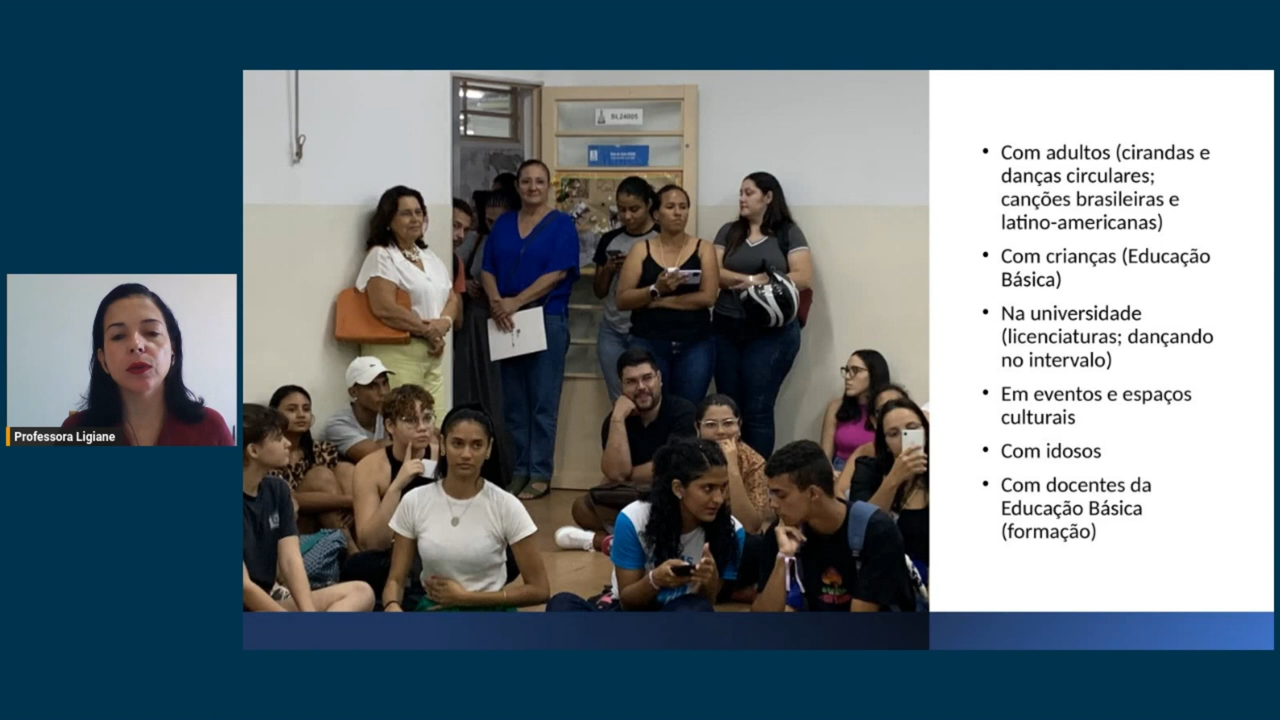 Com adultos (cirandas e
danças circulares;
canções brasileiras e
latino-americanas)
Com crianças (Educação
Básica)
Na universidade
(licenciaturas; dançando
no intervalo)
Em eventos e espaços
culturais
Com idosos
Com docentes da
Educação Básica
(formação)
Professora Ligiane